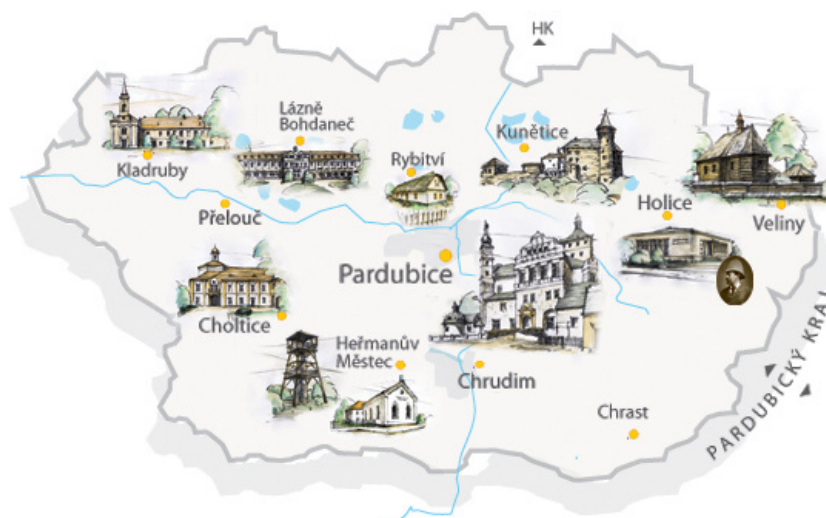 HK
Lázně
Bohdaneč
Kunětice
Rybitví
Kladruby
Holice
Přelouč
Veliny
Pardubice
Choltice
Heřmanův
Městec
Chrudim
Chrast
PARDUBICKÝ KRAJ